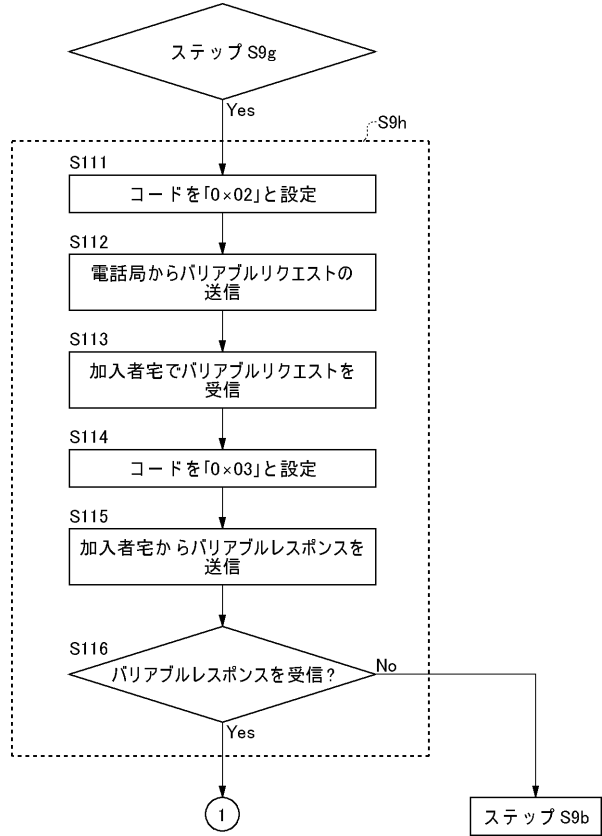 ステップ S9g
Yes
S9h
S111
コードを「0×02」と設定
S112
電話局からバリアブルリクエストの
送信
S113
加入者宅でバリアブルリクエストを
受信
S114
コードを「0×03」と設定
S115
加入者宅からバリアブルレスポンスを
送信
S116
バリアブルレスポンスを受信?
No
Yes
1
ステップ S9b